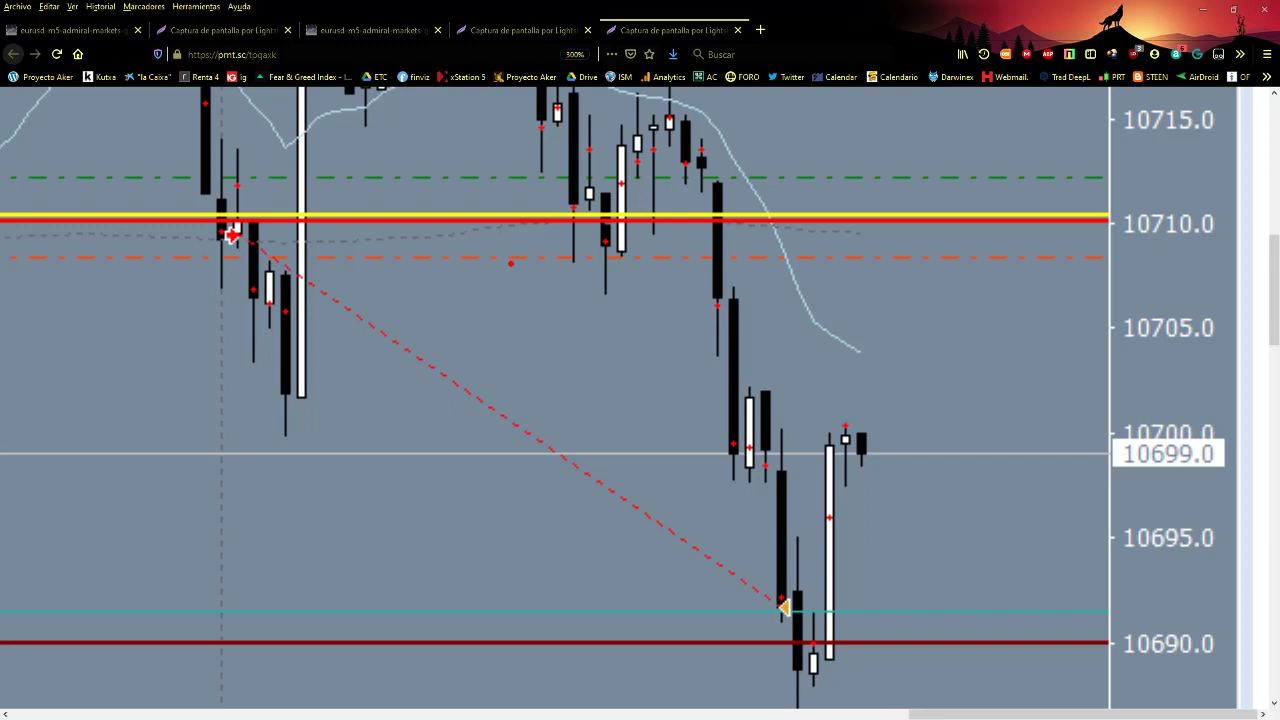 Archivo Editar Ver Historial Marcadores Herramientas Ayuda
eurusd-m5-admiral-markets-g Captura de pantalla por Lightsh eurusd-m5-admiral-markets-g Captura de pantalla por Lightsh Captura de pantalla por Lightsh
https://prnt.sc/toqaxk 300% Buscar
Proyecto Aker Kutxa "la Caixa" Renta 4 ig Fear & Greed Index - I ETC finviz xStation 5 Proyecto Aker Drive ISM Analytics AC FORO Twitter Calendar Calendario Darwinex Webmail. Trad DeepL PRT STEEN AirDroid OF
10715.0
10710.0
10705.0
10700.0
10699.0
10695.0
10690.0